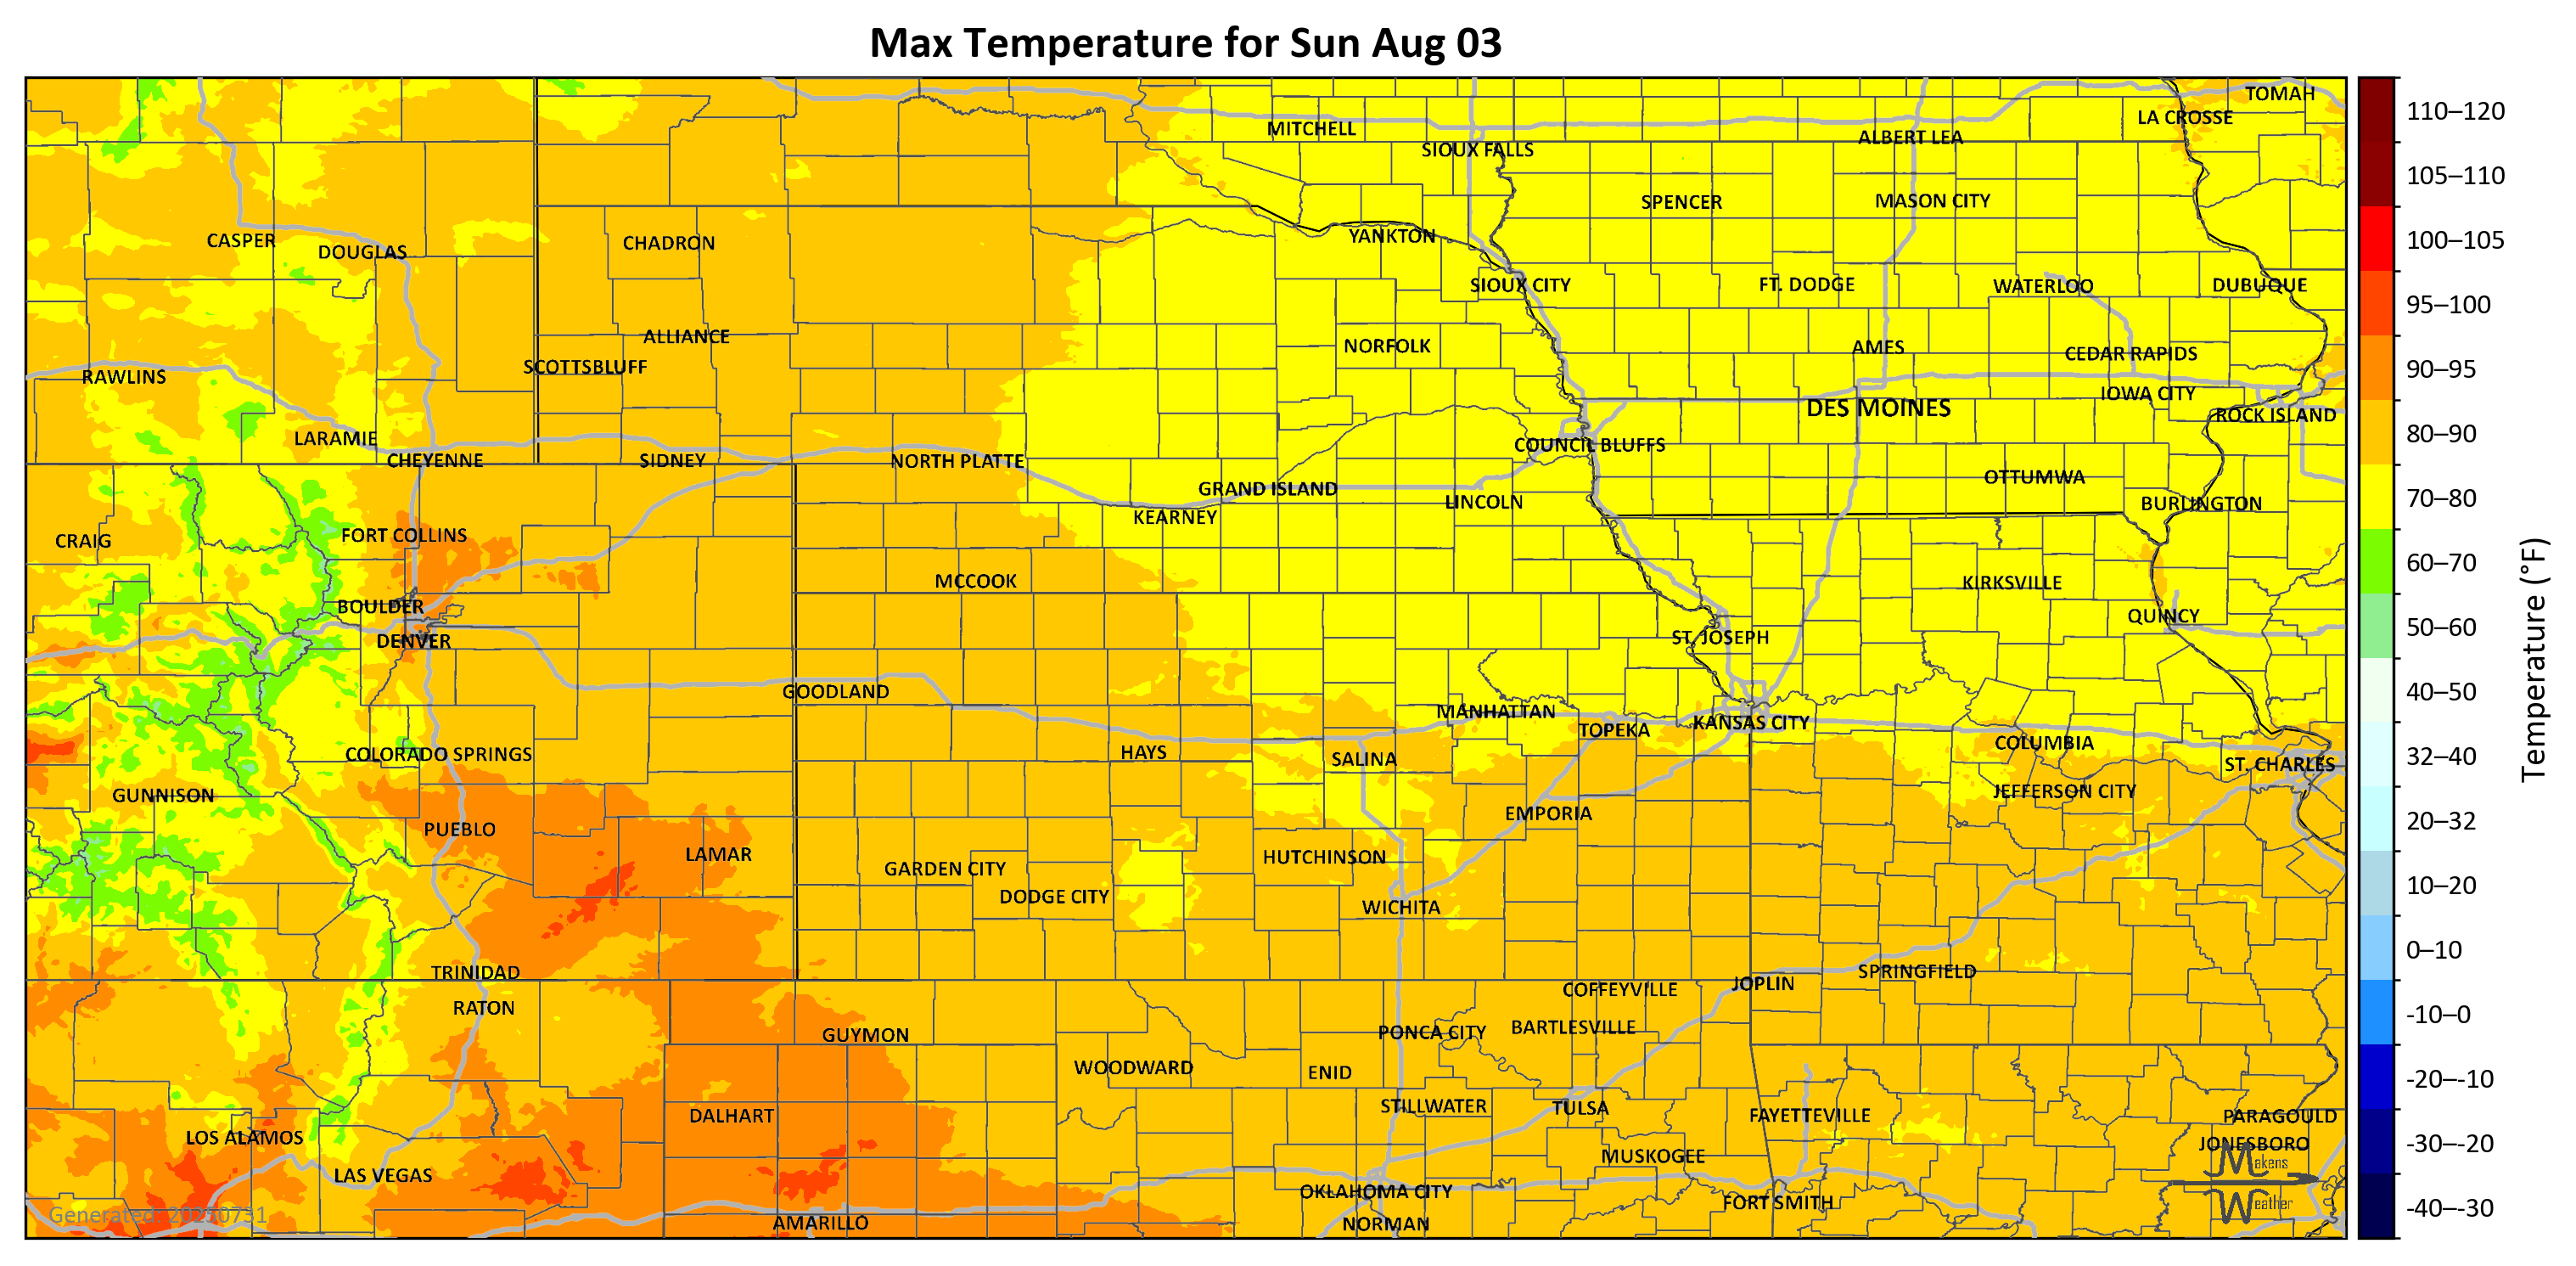 Max Temperature for Sun Aug 03
TOMAH
LA CROSSE
MITCHELL
ALBERT LEA
SIOUX FALLS
SPENCER
MASON CITY
CASPER
DOUGLAS
CHADRON
YANKTON
SIOUX CITY
FT. DODGE
WATERLOO
DUBUQUE
ALLIANCE
NORFOLK
AMES
CEDAR RAPIDS
SCOTTSBLUFF
RAWLINS
IOWA CITY
DES MOINES
ROCK ISLAND
LARAMIE
COUNCIL BLUFFS
CHEYENNE
SIDNEY
NORTH PLATTE
OTTUMWA
GRAND ISLAND
LINCOLN
BURLINGTON
KEARNEY
FORT COLLINS
CRAIG
MCCOOK
KIRKSVILLE
BOULDER
QUINCY
DENVER
ST. JOSEPH
GOODLAND
MANHATTAN
TOPEKA
KANSAS CITY
COLUMBIA
COLORADO SPRINGS
HAYS
SALINA
ST. CHARLES
GUNNISON
JEFFERSON CITY
EMPORIA
PUEBLO
LAMAR
HUTCHINSON
GARDEN CITY
DODGE CITY
WICHITA
TRINIDAD
SPRINGFIELD
JOPLIN
COFFEYVILLE
RATON
GUYMON
PONCA CITY
BARTLESVILLE
WOODWARD
ENID
STILLWATER
TULSA
DALHART
FAYETTEVILLE
PARAGOULD
LOS ALAMOS
JONESBORO
LAS VEGAS
MUSKOGEE
OKLAHOMA CITY
FORT SMITH
AMARILLO
NORMAN
Generated: 20250731
Makens
Weather
110–120
105–110
100–105
95–100
90–95
80–90
70–80
60–70
50–60
40–50
32–40
20–32
10–20
0–10
-10–0
-20–-10
-30–-20
-40–-30
Temperature (°F)